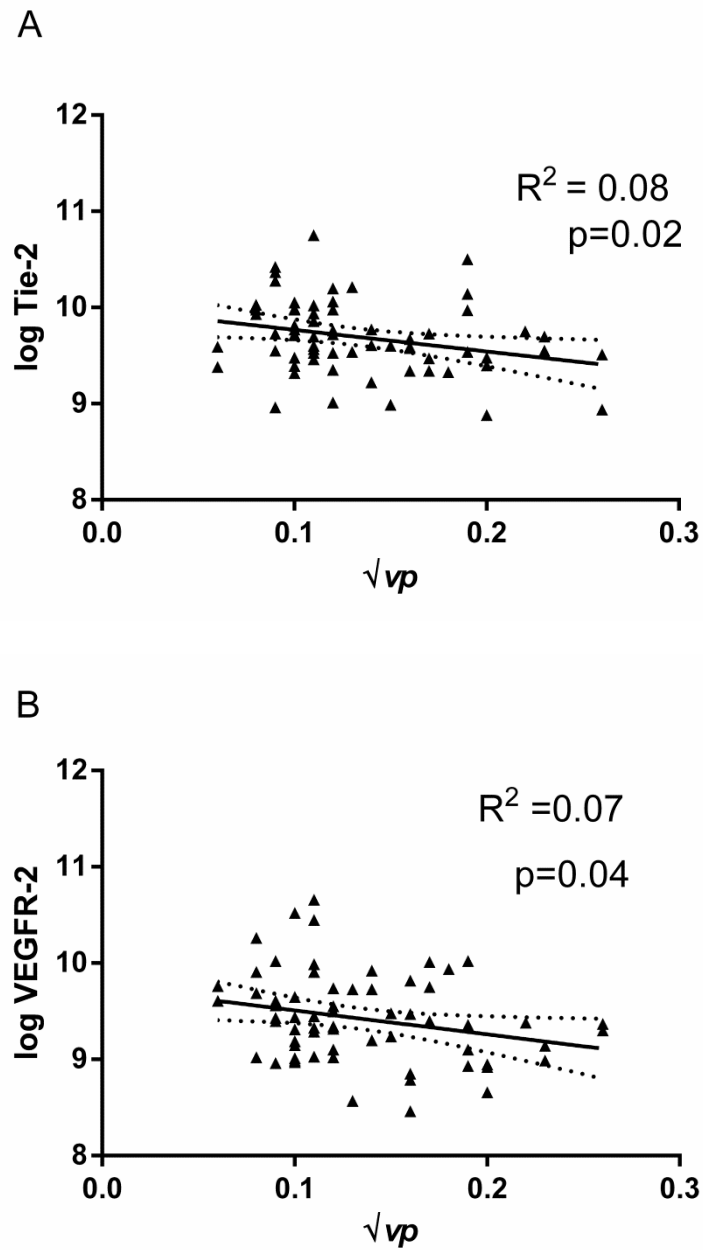 A
12
11
10
9
8
log Tie-2
R² = 0.08
p=0.02
0.0 0.1 0.2 0.3
√vp
B
12
11
10
9
8
log VEGFR-2
R² =0.07
p=0.04
0.0 0.1 0.2 0.3
√vp